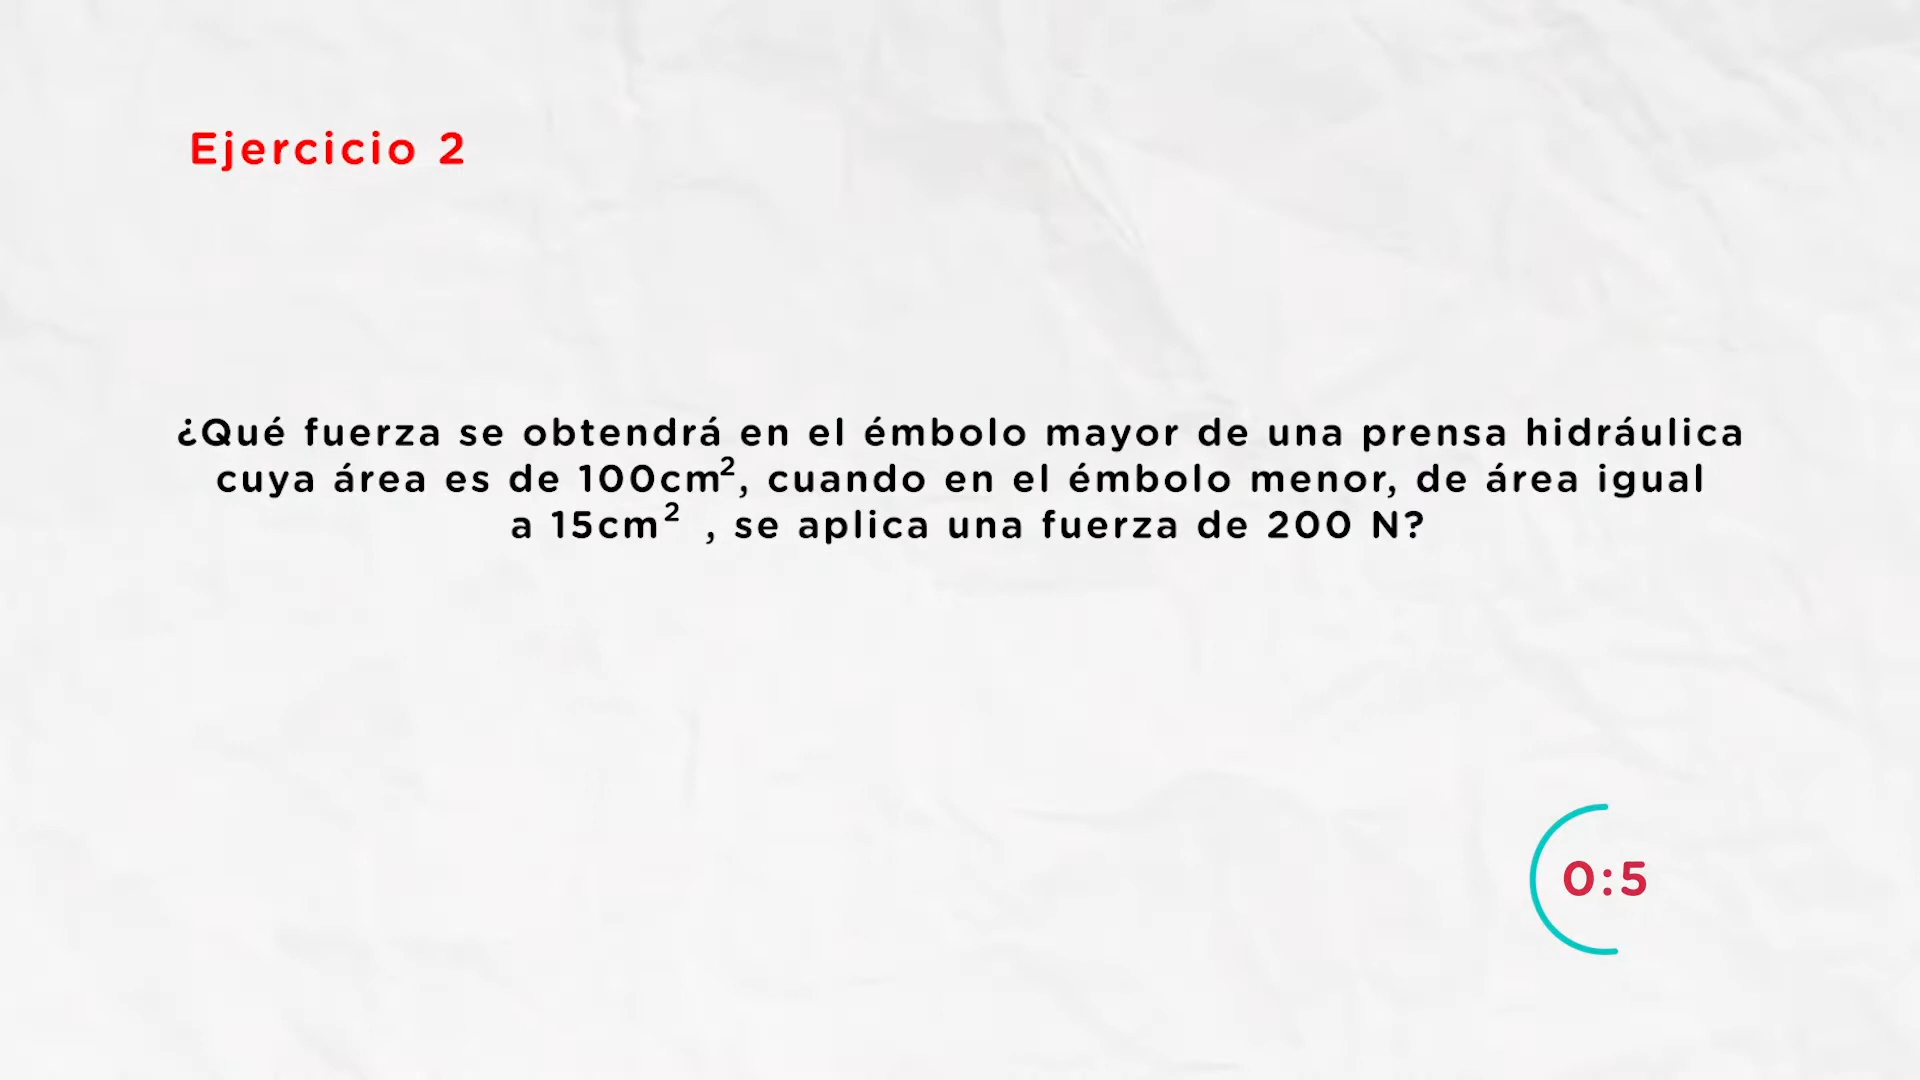 Ejercicio 2
¿Qué fuerza se obtendrá en el émbolo mayor de una prensa hidráulica
cuya área es de 100cm², cuando en el émbolo menor, de área igual
a 15cm² , se aplica una fuerza de 200 N?
0:5